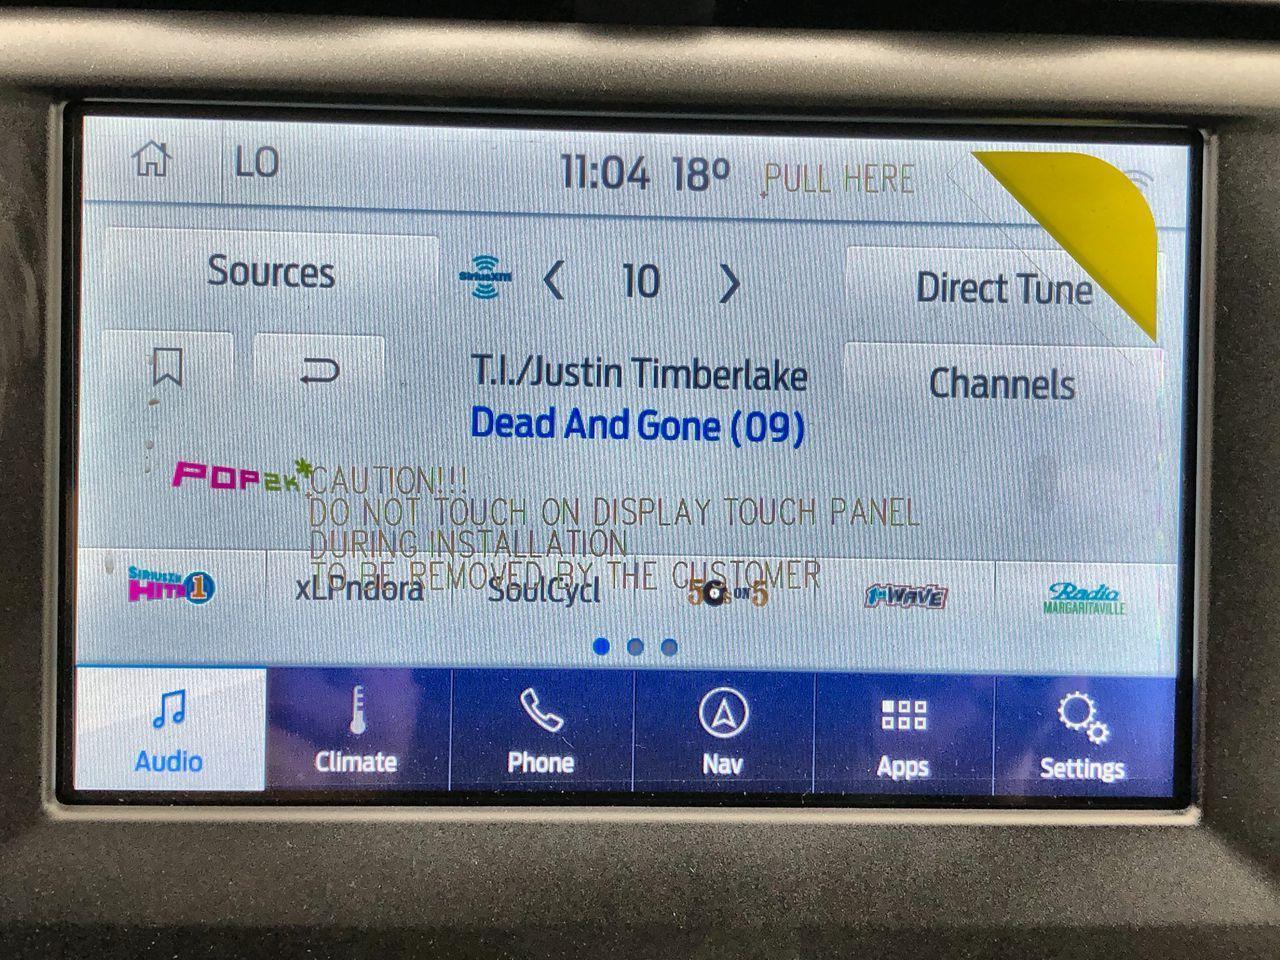 LO
11:04 18º PULL HERE
Sources
SiriusXM
10
Direct Tune
T.I./Justin Timberlake
Channels
Dead And Gone (09)
POP2K*
CAUTION!!!
DO NOT TOUCH ON DISPLAY TOUCH PANEL
DURING INSTALLATION
TO BE REMOVED BY THE CUSTOMER
SIRIUSXM
HITS 1
xLPndora
SoulCycl
50s ON 5
1st WAVE
Radio
MARGARITAVILLE
Audio
Climate
Phone
Nav
Apps
Settings